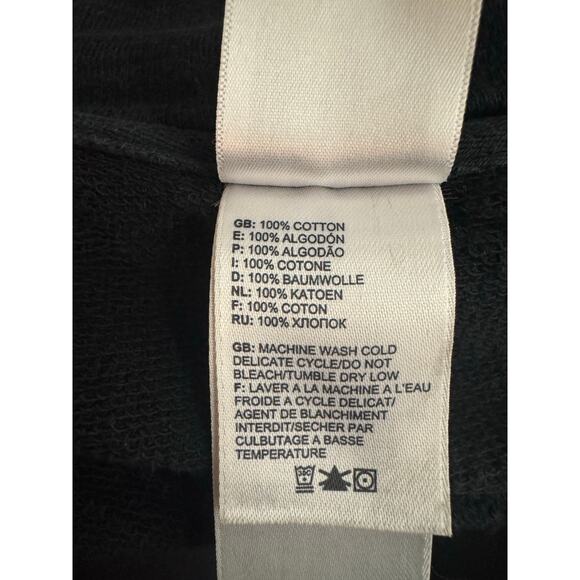 GB: 100% COTTON
E: 100% ALGODÓN
P: 100% ALGODÃO
I: 100% COTONE
D: 100% BAUMWOLLE
NL: 100% KATOEN
F: 100% COTON
RU: 100% ХЛОПОК
GB: MACHINE WASH COLD
DELICATE CYCLE/DO NOT
BLEACH/TUMBLE DRY LOW
F: LAVER A LA MACHINE A L'EAU
FROIDE A CYCLE DELICAT/
AGENT DE BLANCHIMENT
INTERDIT/SECHER PAR
CULBUTAGE A BASSE
TEMPERATURE